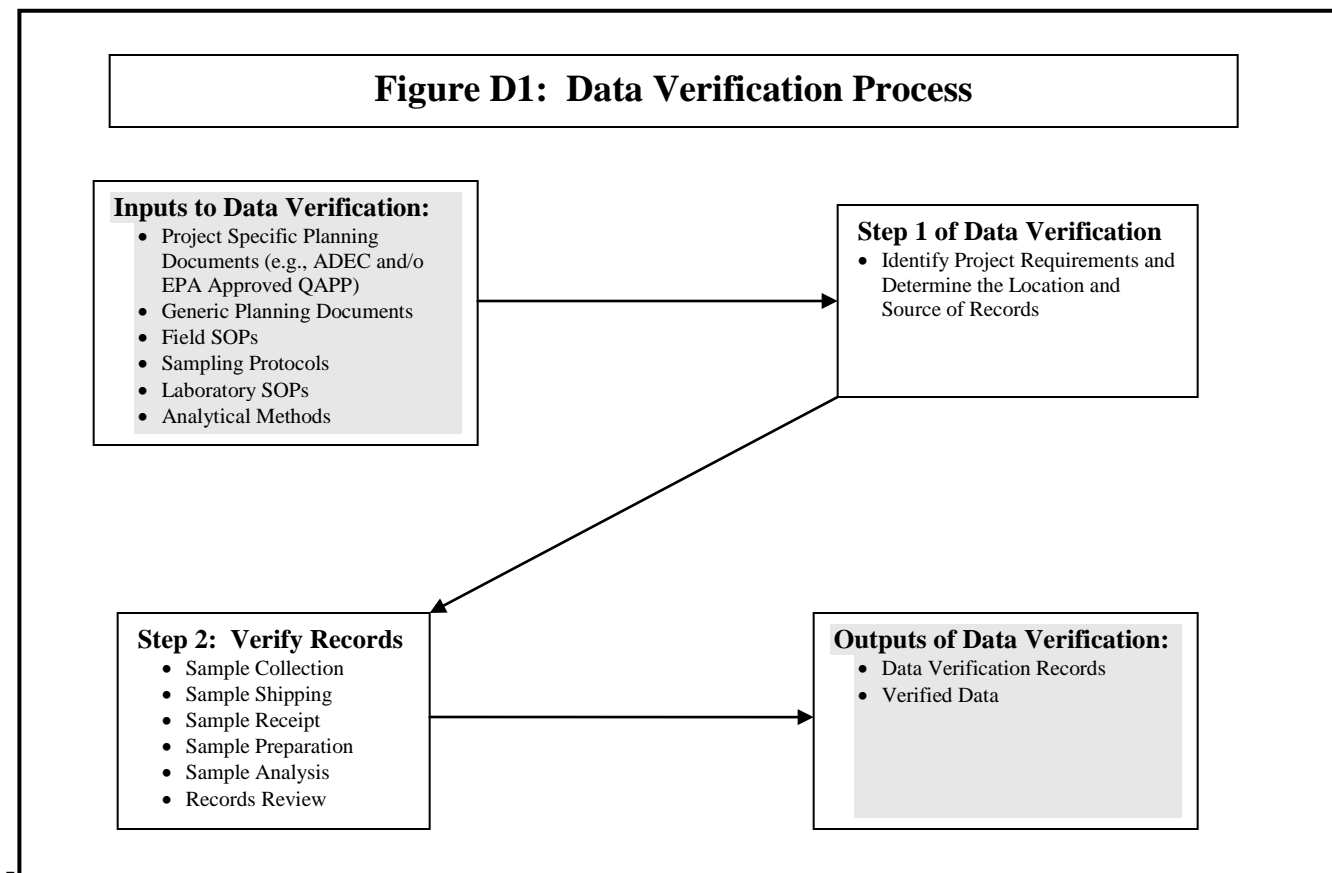 Figure D1:  Data Verification Process
Inputs to Data Verification:
• Project Specific Planning
Documents (e.g., ADEC and/o
EPA Approved QAPP)
• Generic Planning Documents
• Field SOPs
• Sampling Protocols
• Laboratory SOPs
• Analytical Methods
Step 1 of Data Verification
• Identify Project Requirements and
Determine the Location and
Source of Records
Step 2:  Verify Records
• Sample Collection
• Sample Shipping
• Sample Receipt
• Sample Preparation
• Sample Analysis
• Records Review
Outputs of Data Verification:
• Data Verification Records
• Verified Data